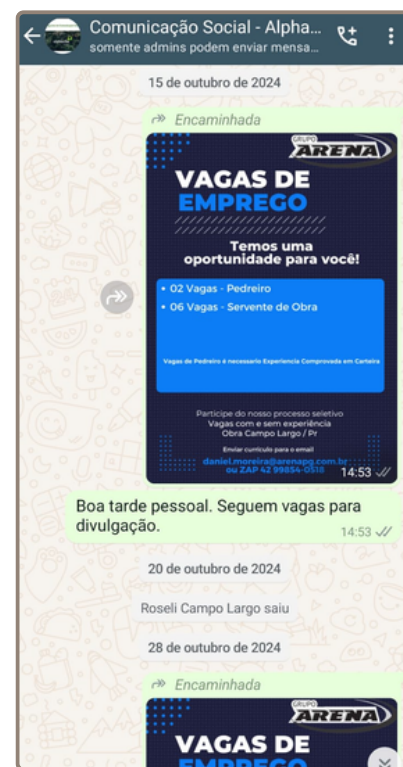 Comunicação Social - Alpha...
somente admins podem enviar mensa...
15 de outubro de 2024
Encaminhada
GRUPO
ARENA
VAGAS DE
EMPREGO
Temos uma
oportunidade para você!
• 02 Vagas - Pedreiro
• 06 Vagas - Servente de Obra
Vagas de Pedreiro é necessario Experiencia Comprovada em Carteira
Participe do nosso processo seletivo
Vagas com e sem experiência
Obra Campo Largo / Pr
Enviar currículo para o email
daniel.moreira@arenapg.com.br
ou ZAP 42 99854-0518
14:53
Boa tarde pessoal. Seguem vagas para
divulgação.
14:53
20 de outubro de 2024
Roseli Campo Largo saiu
28 de outubro de 2024
Encaminhada
GRUPO
ARENA
VAGAS DE
EMPREGO